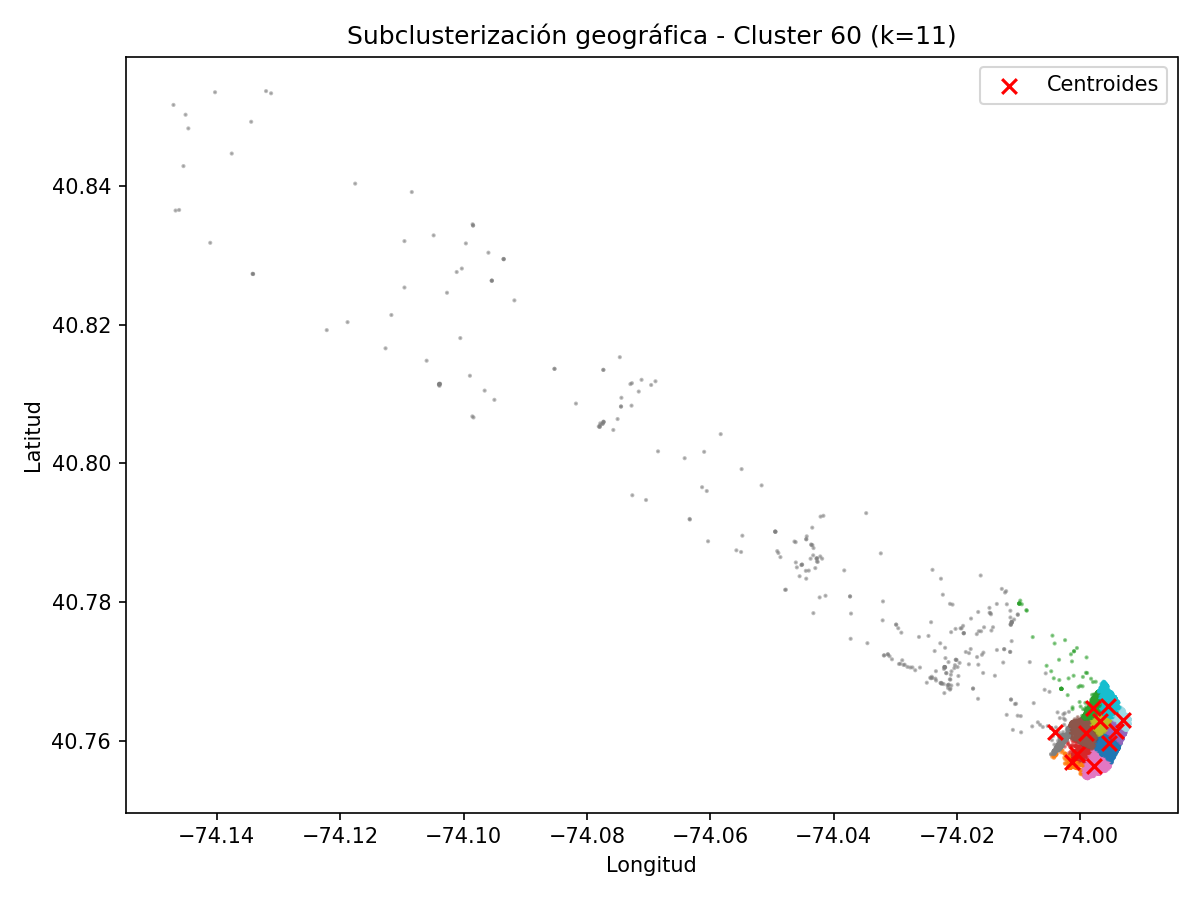 Subclusterización geográfica - Cluster 60 (k=11)
Centroides
Latitud
40.84
40.82
40.80
40.78
40.76
−74.14 −74.12 −74.10 −74.08 −74.06 −74.04 −74.02 −74.00
Longitud